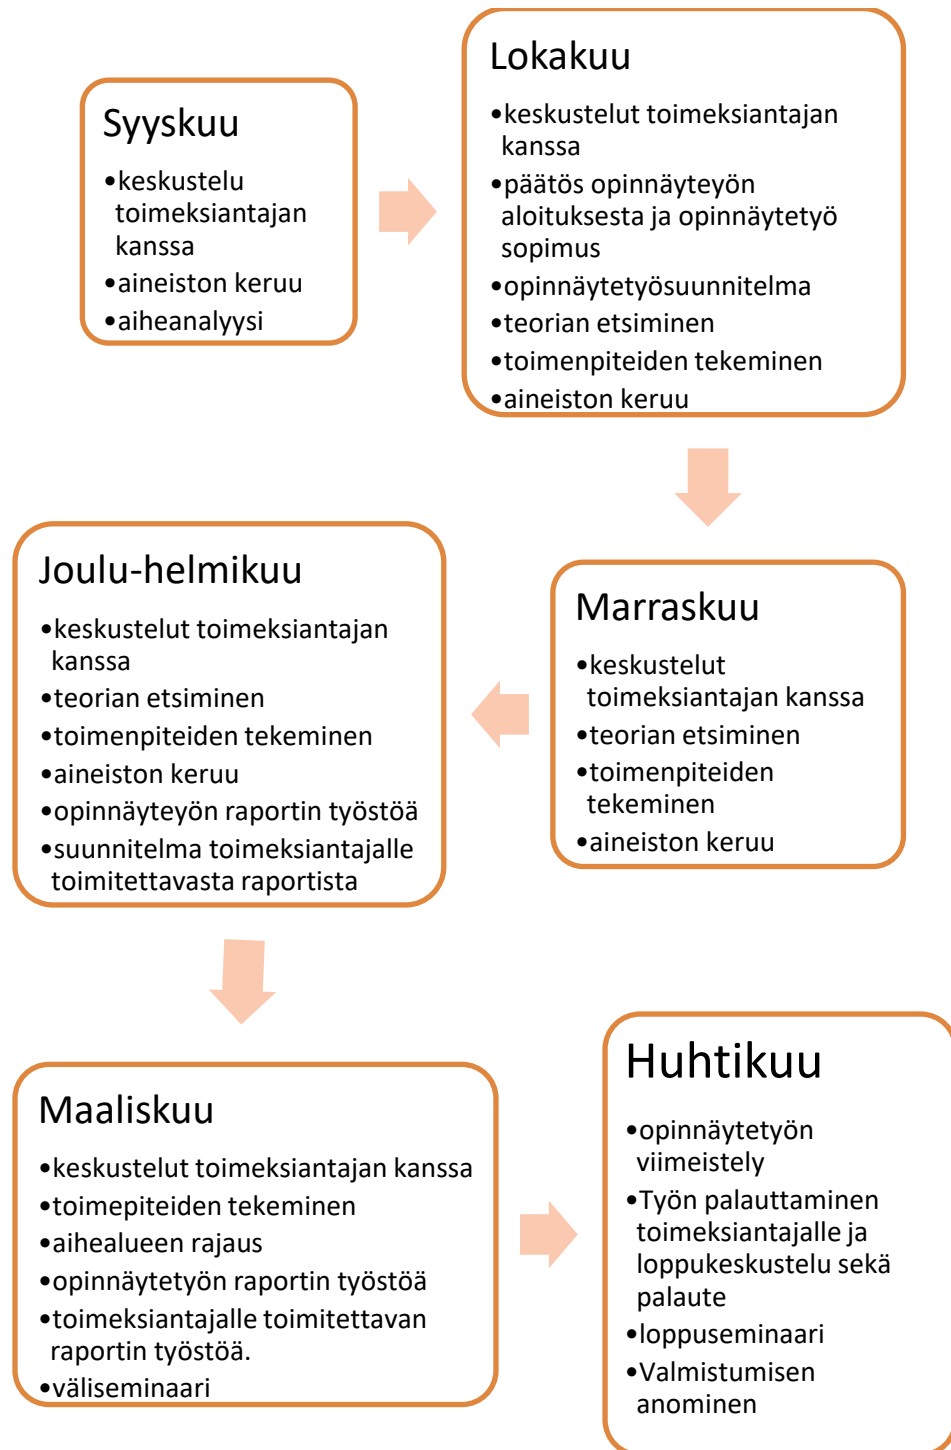 Syyskuu
•keskustelu
toimeksiantajan
kanssa
•aineiston keruu
•aiheanalyysi
Lokakuu
•keskustelut toimeksiantajan
kanssa
•päätös opinnäyteyön
aloituksesta ja opinnäytetyö
sopimus
•opinnäytetyösuunnitelma
•teorian etsiminen
•toimenpiteiden tekeminen
•aineiston keruu
Marraskuu
•keskustelut
toimeksiantajan kanssa
•teorian etsiminen
•toimenpiteiden
tekeminen
•aineiston keruu
Joulu-helmikuu
•keskustelut toimeksiantajan
kanssa
•teorian etsiminen
•toimenpiteiden tekeminen
•aineiston keruu
•opinnäyteyön raportin työstöä
•suunnitelma toimeksiantajalle
toimitettavasta raportista
Maaliskuu
•keskustelut toimeksiantajan kanssa
•toimepiteiden tekeminen
•aihealueen rajaus
•opinnäytetyön raportin työstöä
•toimeksiantajalle toimitettavan
raportin työstöä.
•väliseminaari
Huhtikuu
•opinnäytetyön
viimeistely
•Työn palauttaminen
toimeksiantajalle ja
loppukeskustelu sekä
palaute
•loppuseminaari
•Valmistumisen
anominen